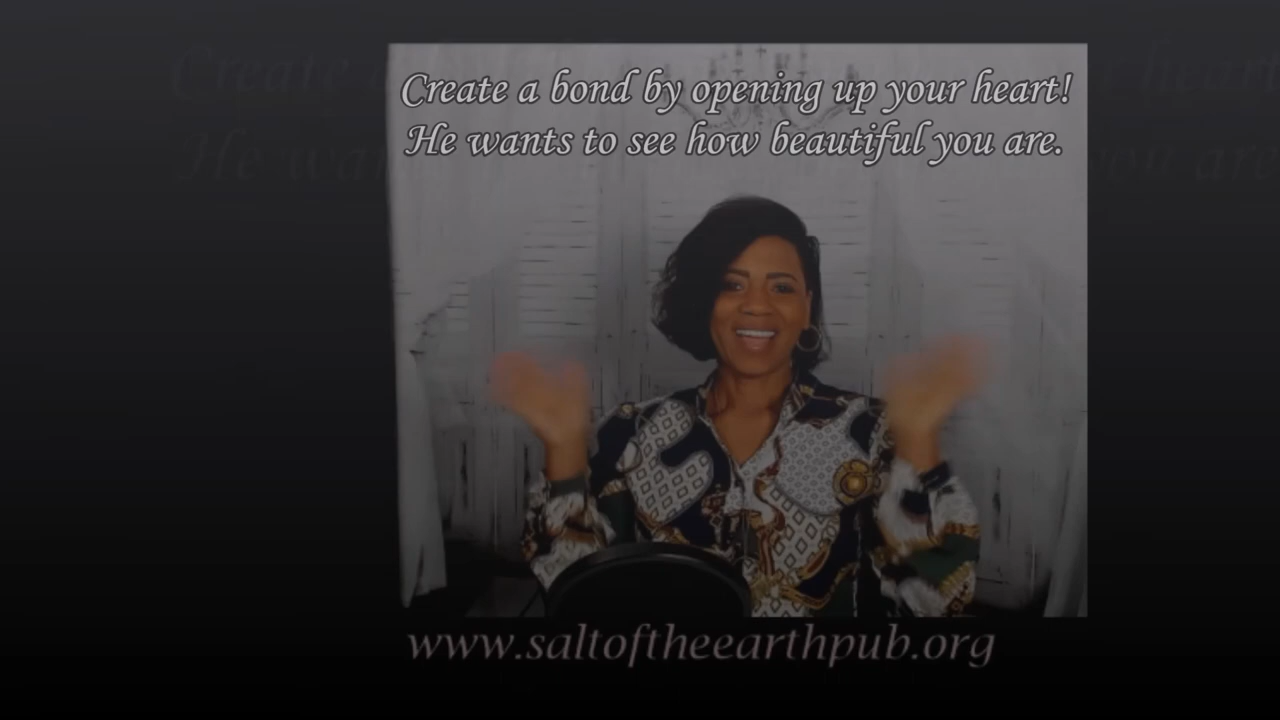 Create a bond by opening up your heart!
He wants to see how beautiful you are.
www.saltoftheearthpub.org